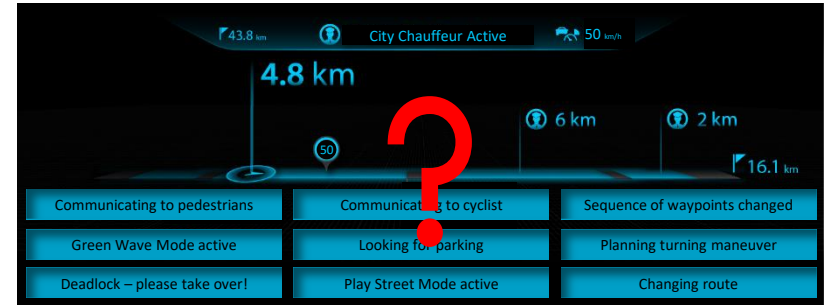 43.8 km City Chauffeur Active 50 km/h
4.8 km
6 km 2 km
50
16.1 km
Communicating to pedestrians Communicating to cyclist Sequence of waypoints changed
Green Wave Mode active Looking for parking Planning turning maneuver
Deadlock – please take over! Play Street Mode active Changing route
?